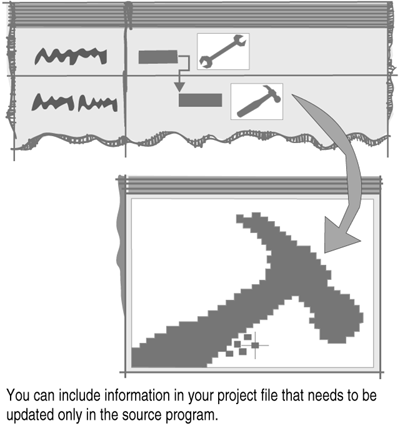 You can include information in your project file that needs to be
updated only in the source program.